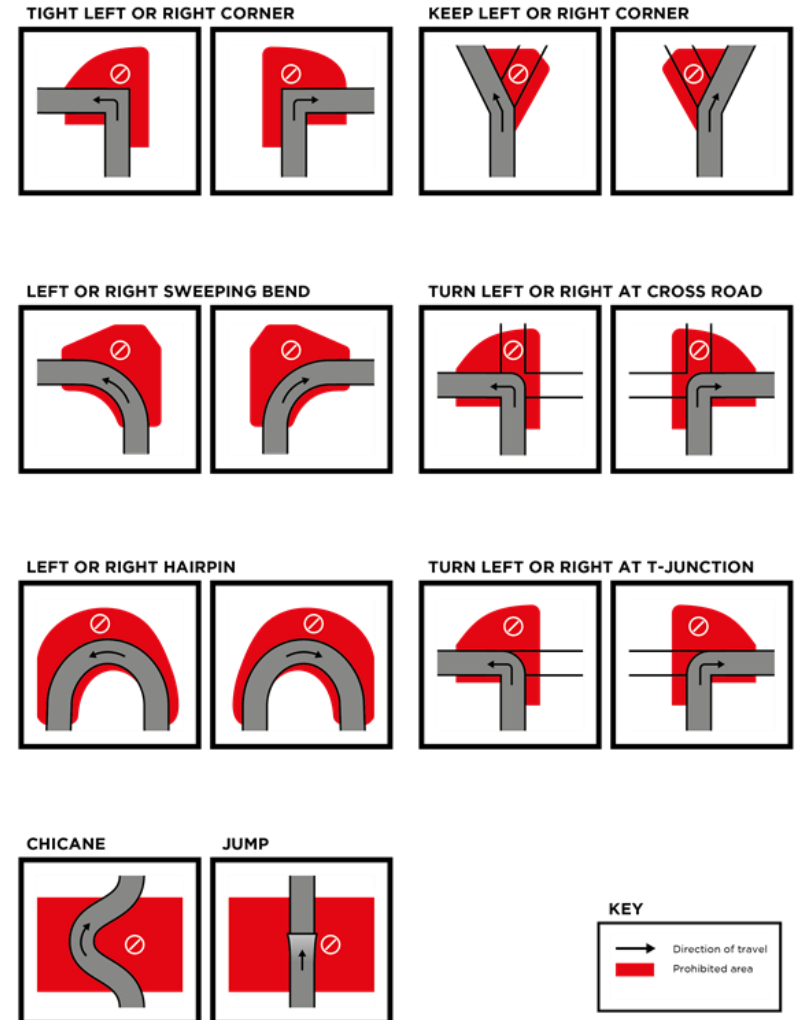 TIGHT LEFT OR RIGHT CORNER
KEEP LEFT OR RIGHT CORNER
LEFT OR RIGHT SWEEPING BEND
TURN LEFT OR RIGHT AT CROSS ROAD
LEFT OR RIGHT HAIRPIN
TURN LEFT OR RIGHT AT T-JUNCTION
CHICANE
JUMP
KEY
Direction of travel
Prohibited area